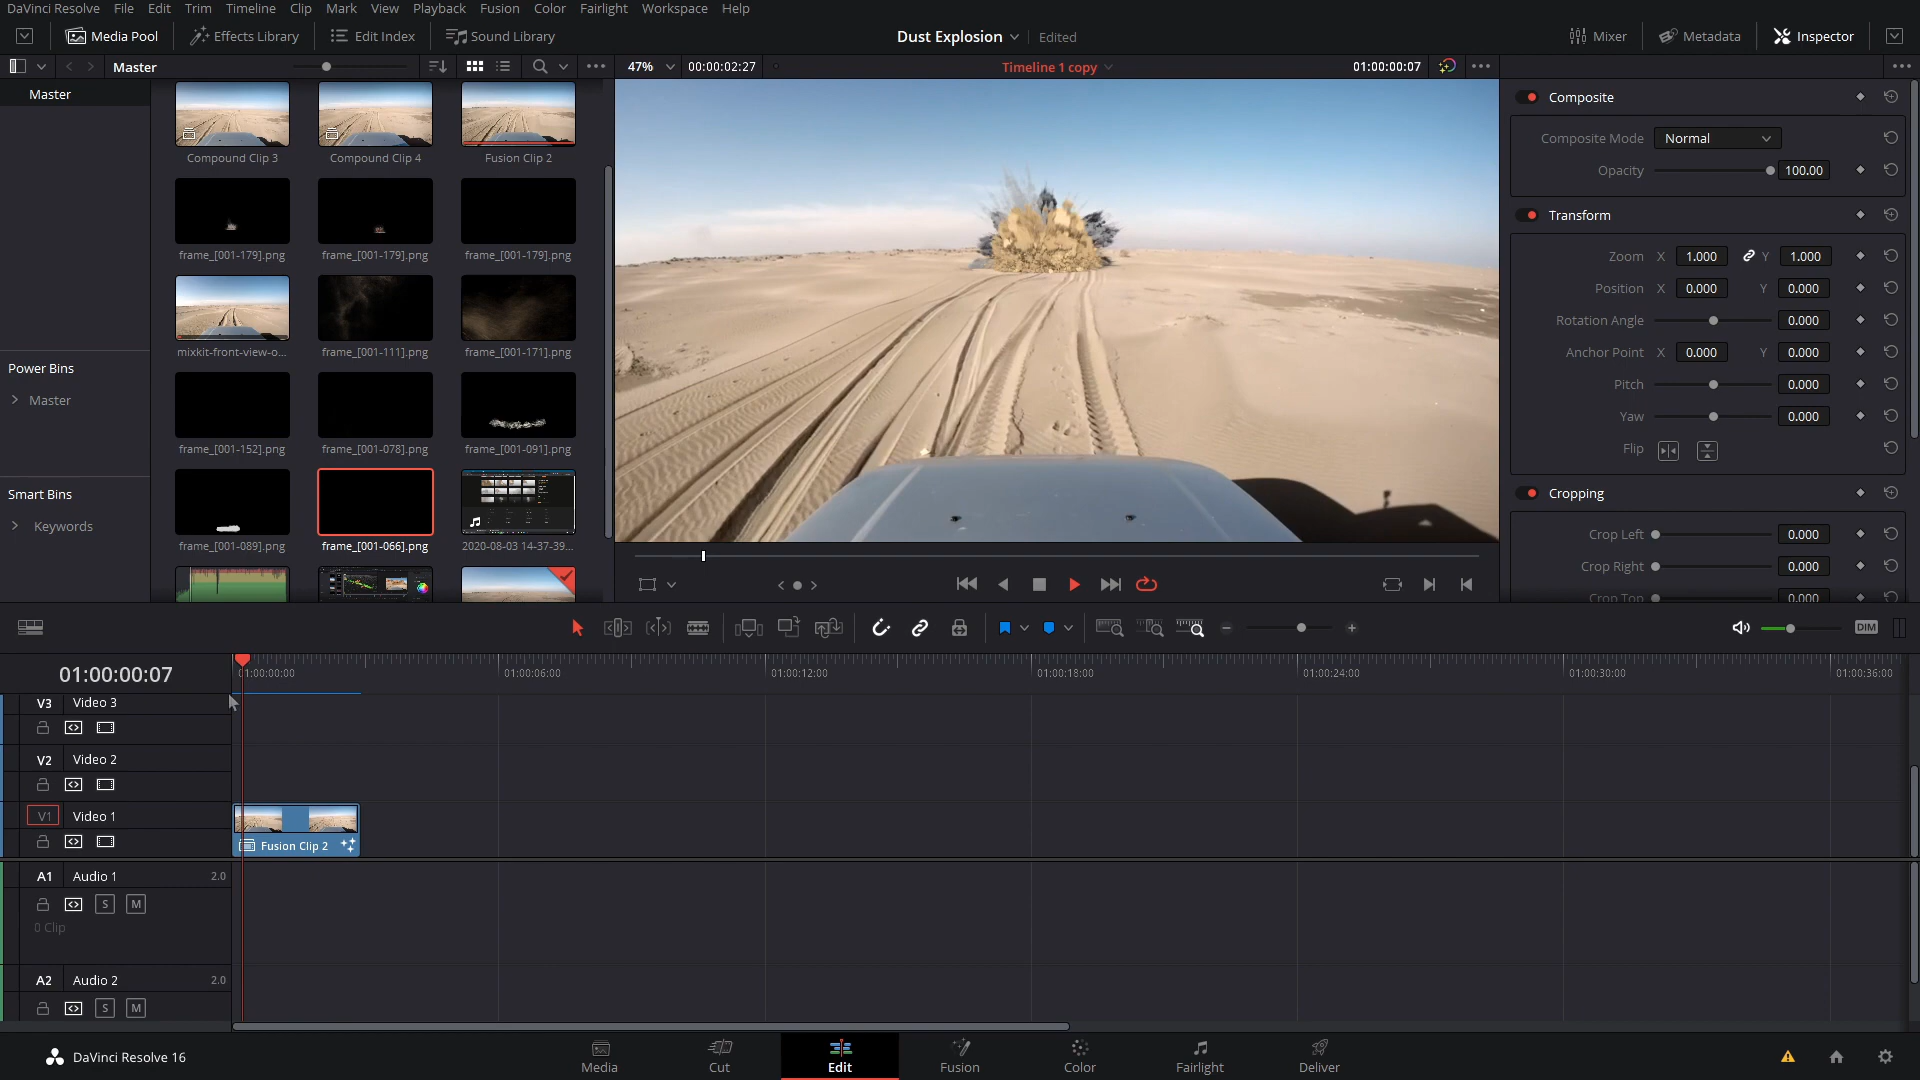 DaVinci Resolve File Edit Trim Timeline Clip Mark View Playback Fusion Color Fairlight Workspace Help
Media Pool Effects Library Edit Index Sound Library Dust Explosion Edited Mixer Metadata Inspector
Master 47% 00:00:02:27 Timeline 1 copy 01:00:00:07
Master
Compound Clip 3 Compound Clip 4 Fusion Clip 2
frame_[001-179].png frame_[001-179].png frame_[001-179].png
mixkit-front-view-o... frame_[001-111].png frame_[001-171].png
frame_[001-152].png frame_[001-078].png frame_[001-091].png
frame_[001-089].png frame_[001-066].png 2020-08-03 14-37-39...
Power Bins
Master
Smart Bins
Keywords
Composite
Composite Mode Normal
Opacity 100.00
Transform
Zoom X 1.000 Y 1.000
Position X 0.000 Y 0.000
Rotation Angle 0.000
Anchor Point X 0.000 Y 0.000
Pitch 0.000
Yaw 0.000
Flip
Cropping
Crop Left 0.000
Crop Right 0.000
Crop Top 0.000
DIM
01:00:00:07 01:00:00:00 01:00:06:00 01:00:12:00 01:00:18:00 01:00:24:00 01:00:30:00 01:00:36:00
V3 Video 3
V2 Video 2
V1 Video 1
Fusion Clip 2
A1 Audio 1 2.0
S M
0 Clip
A2 Audio 2 2.0
S M
DaVinci Resolve 16 Media Cut Edit Fusion Color Fairlight Deliver